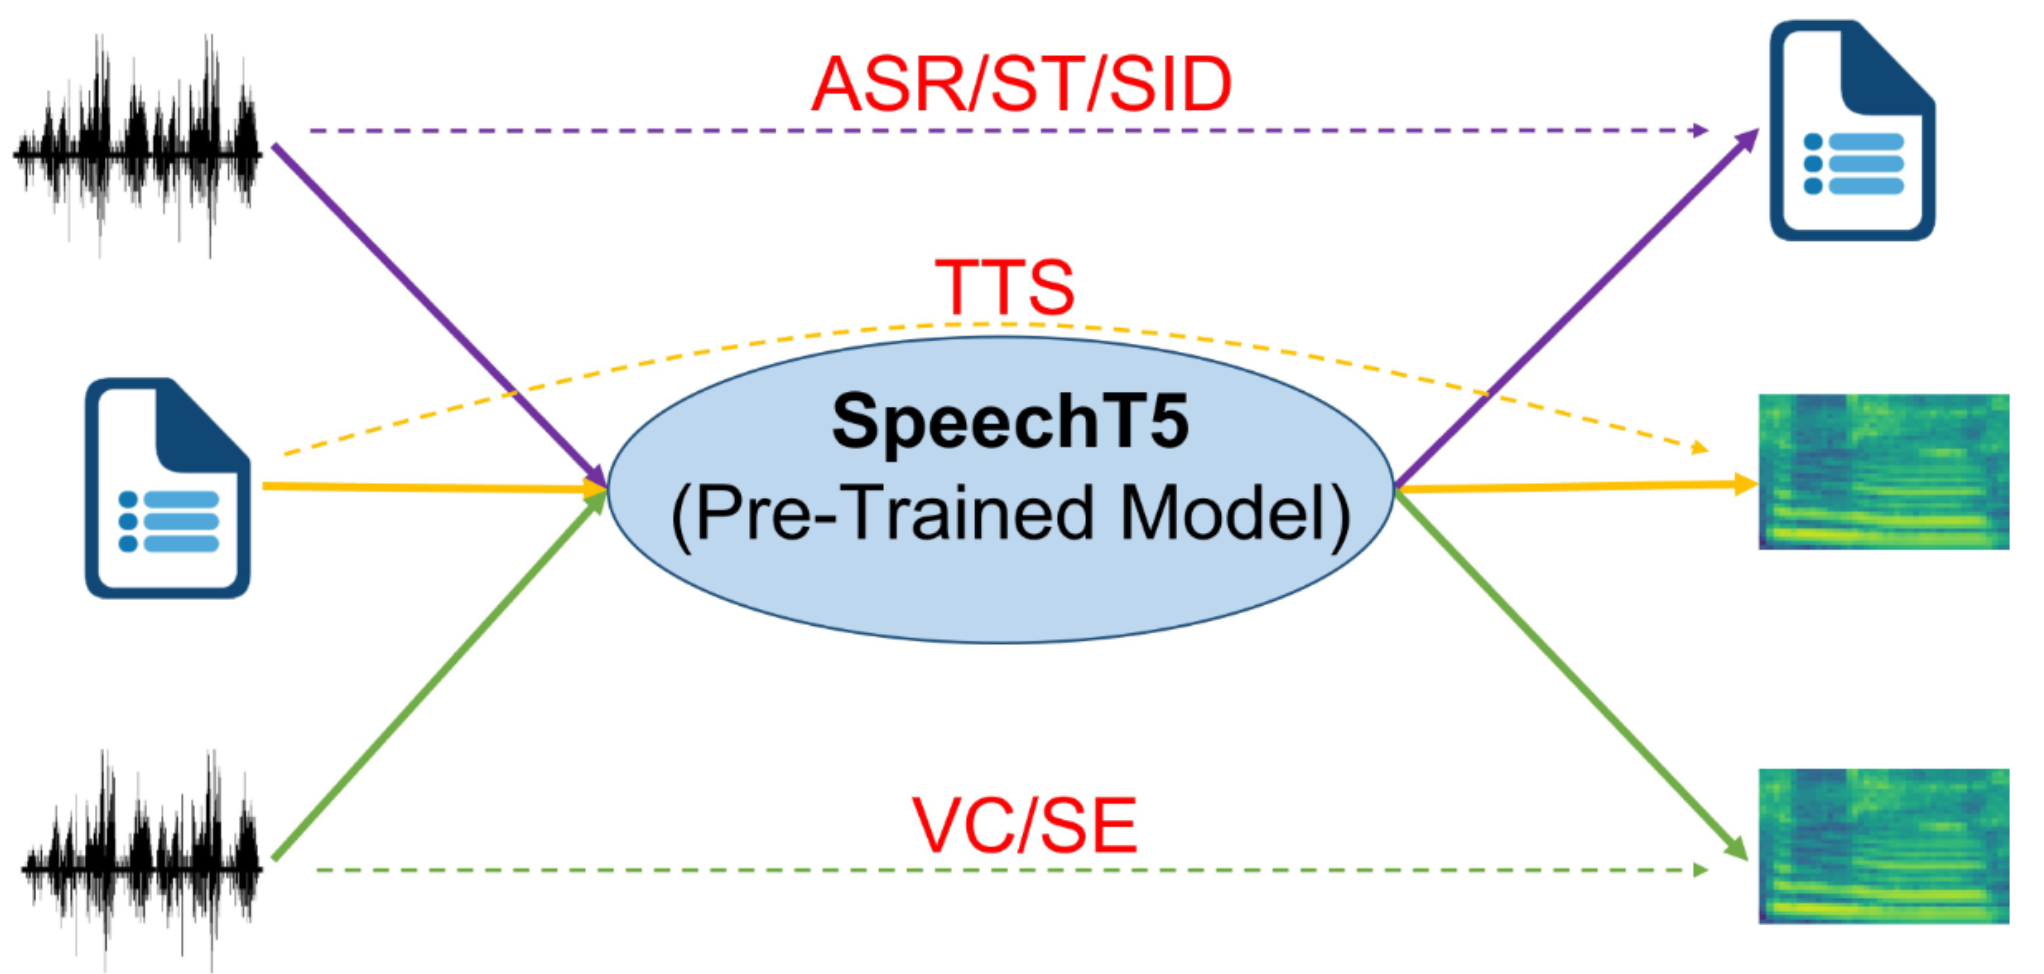 ASR/ST/SID
TTS
SpeechT5
(Pre-Trained Model)
VC/SE